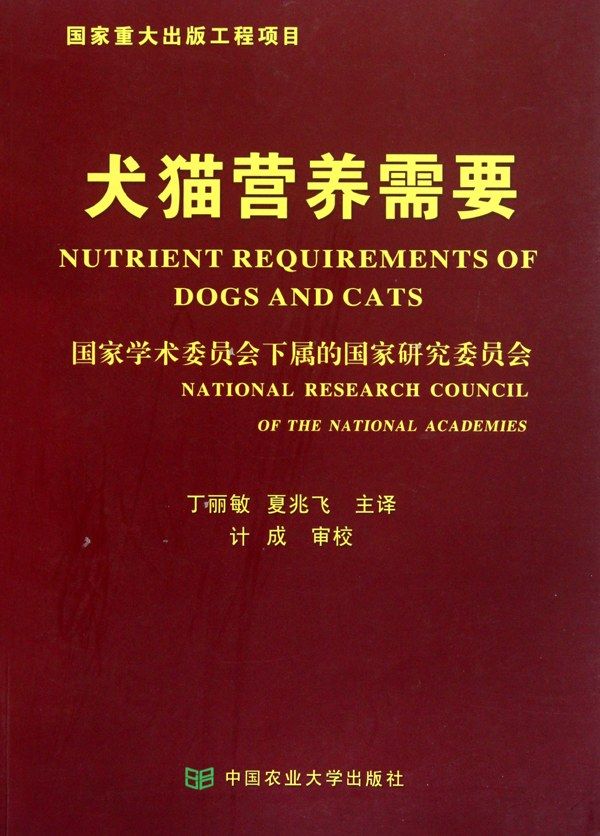 国家重大出版工程项目
犬猫营养需要
NUTRIENT REQUIREMENTS OF
DOGS AND CATS
国家学术委员会下属的国家研究委员会
NATIONAL RESEARCH COUNCIL
OF THE NATIONAL ACADEMIES
丁丽敏 夏兆飞 主译
计 成 审校
中国农业大学出版社